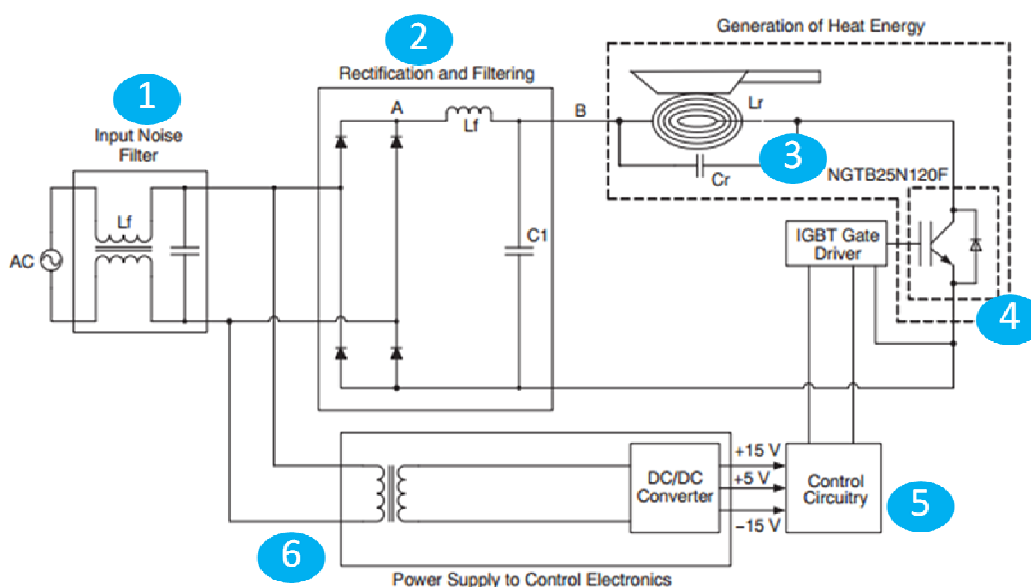 Generation of Heat Energy
2
Rectification and Filtering
1
Input Noise
Filter
A
B
Lr
Lf
3
Cr
NGTB25N120F
Lf
C1
IGBT Gate
Driver
AC
4
+15 V
DC/DC
Converter
+5 V
Control
Circuitry
5
−15 V
6
Power Supply to Control Electronics